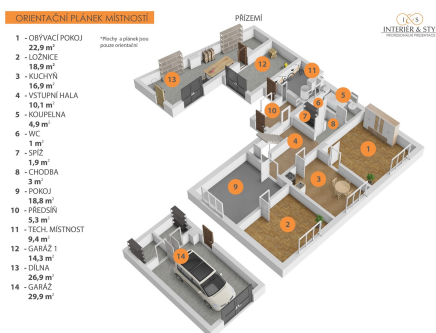 ORIENTAČNÍ PLÁNEK MÍSTNOSTÍ
PŘÍZEMÍ
I S
INTERIÉR & STY
PROFESIONÁLNÍ PREZENTACE
*Plochy a plánek jsou
pouze orientační
1 - OBÝVACÍ POKOJ
22,9 m²
2 - LOŽNICE
18,9 m²
3 - KUCHYŇ
16,9 m²
4 - VSTUPNÍ HALA
10,1 m²
5 - KOUPELNA
4,9 m²
6 - WC
1 m²
7 - SPÍŽ
1,9 m²
8 - CHODBA
3 m²
9 - POKOJ
18,8 m²
10 - PŘEDSÍŇ
5,3 m²
11 - TECH. MÍSTNOST
9,4 m²
12 - GARÁŽ 1
14,3 m²
13 - DÍLNA
26,9 m²
14 - GARÁŽ
29,9 m²
12
11
13
5
6
10
7
8
4
1
3
9
2
14